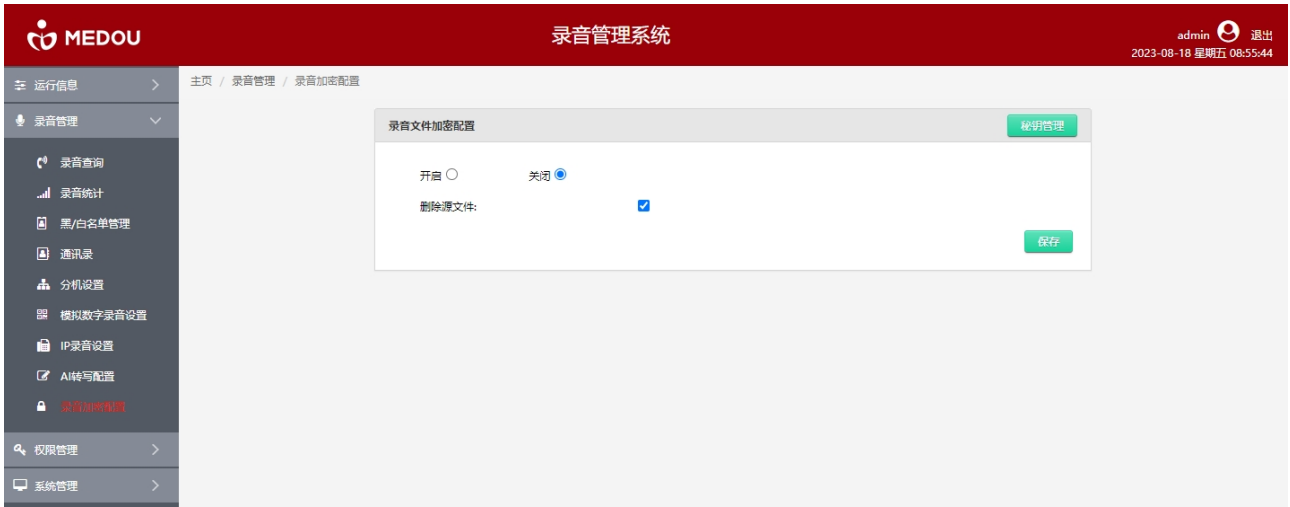 MEDOU
录音管理系统
admin 退出
2023-08-18 星期五 08:55:44
运行信息
录音管理
录音查询
录音统计
黑/白名单管理
通讯录
分机设置
模拟数字录音设置
IP录音设置
AI转写配置
录音加密配置
权限管理
系统管理
主页 / 录音管理 / 录音加密配置
录音文件加密配置
秘钥管理
开启 关闭
删除源文件:
保存